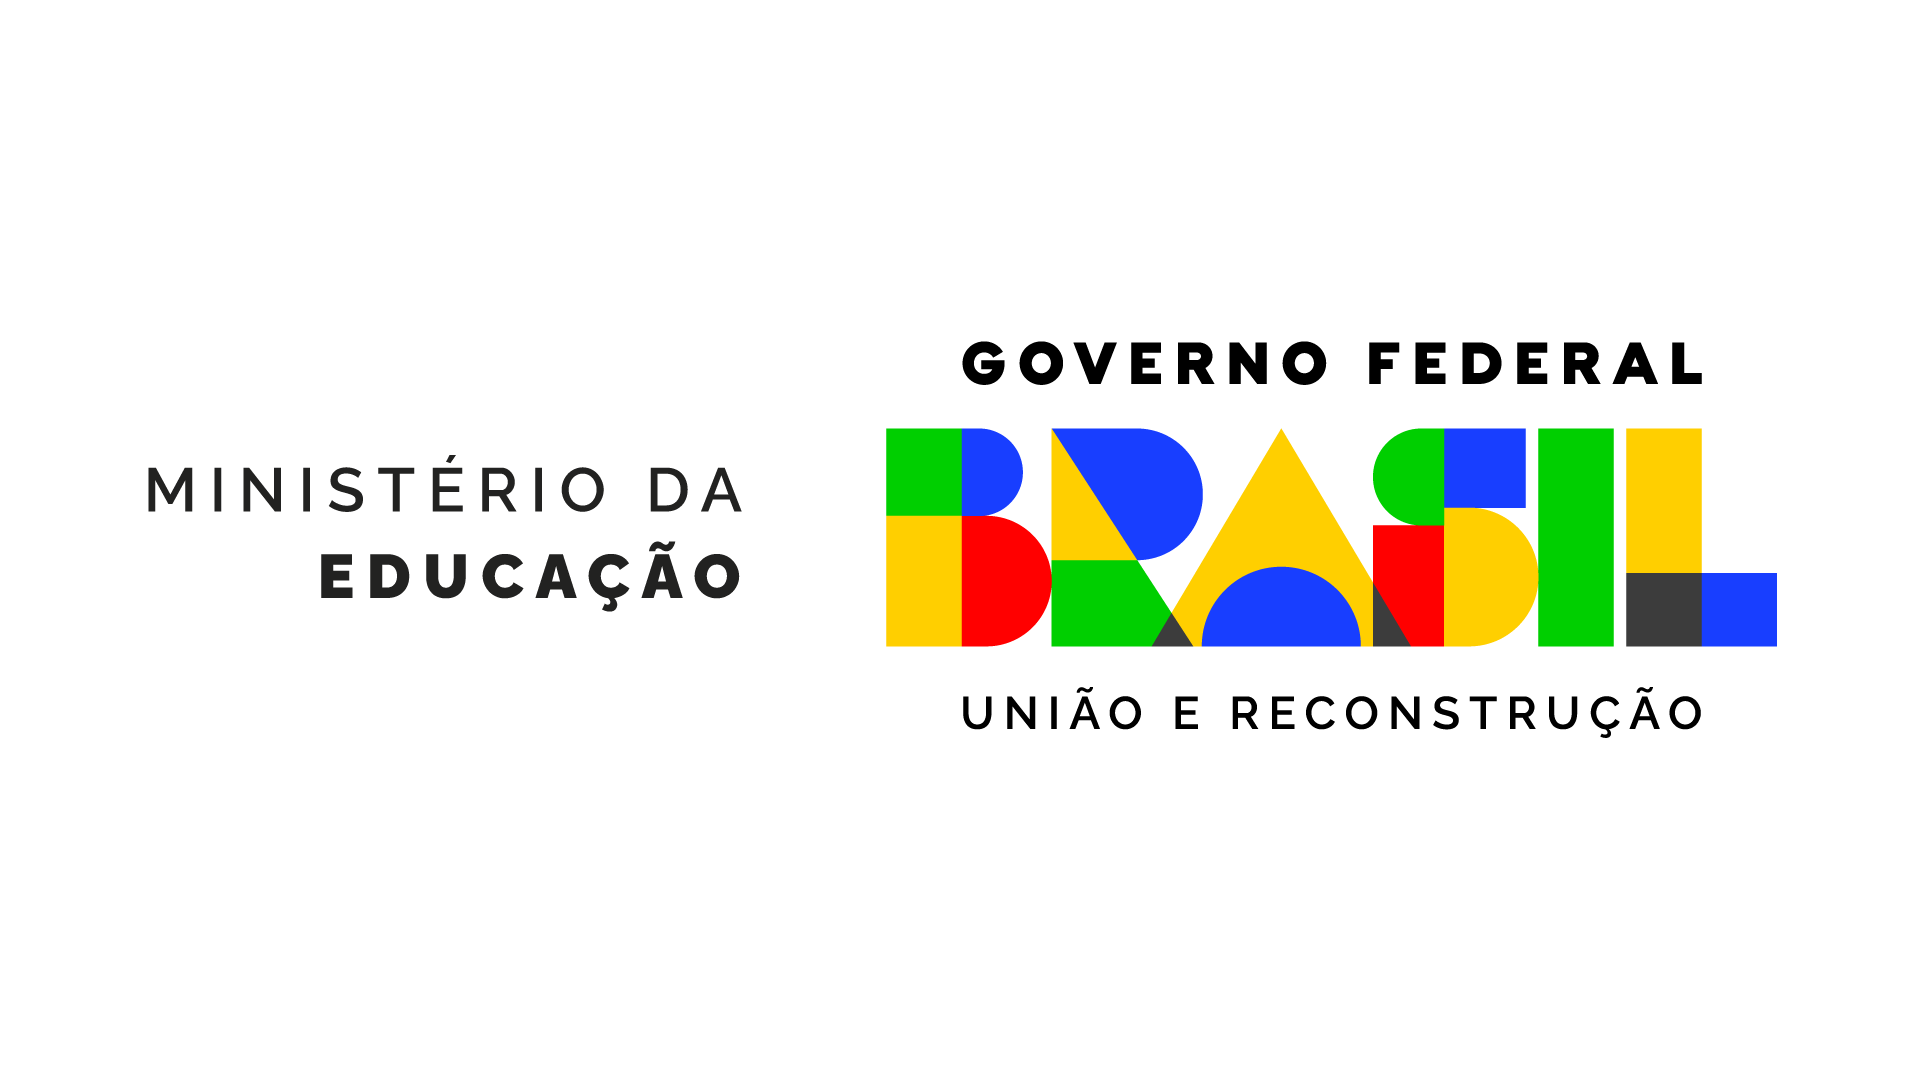 MINISTÉRIO DA
EDUCAÇÃO
GOVERNO FEDERAL
BRASIL
UNIÃO E RECONSTRUÇÃO